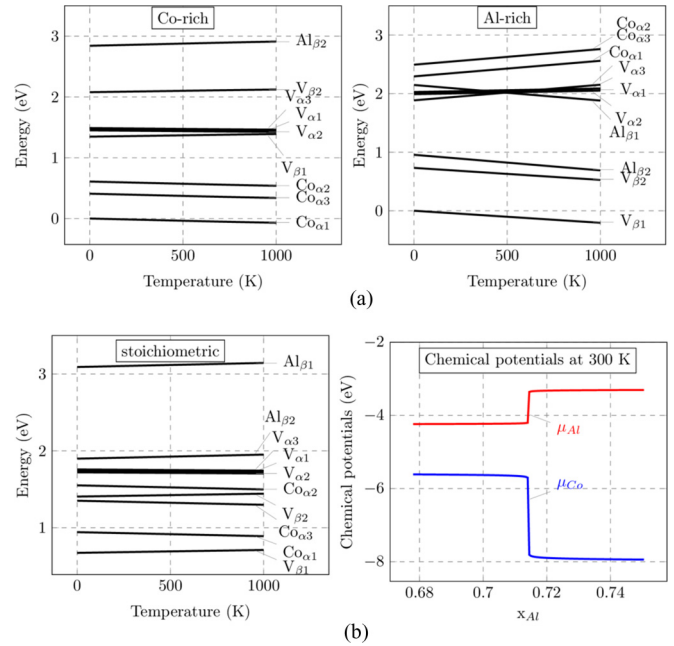 Co-rich
Energy (eV)
3
2
1
0
Al_β2
V_β2
V_α3
V_α1
V_α2
V_β1
Co_α2
Co_α3
Co_α1
0
500
1000
Temperature (K)
Al-rich
Energy (eV)
3
2
1
0
Co_α2
Co_α3
Co_α1
V_α3
V_α1
V_α2
Al_β1
Al_β2
V_β2
V_β1
0
500
1000
Temperature (K)
(a)
stoichiometric
Energy (eV)
3
2
1
Al_β1
Al_β2
V_α3
V_α1
V_α2
Co_α2
V_β2
Co_α3
Co_α1
V_β1
0
500
1000
Temperature (K)
Chemical potentials at 300 K
Chemical potentials (eV)
−2
−4
−6
−8
μ_Al
μ_Co
0.68
0.7
0.72
0.74
x_Al
(b)